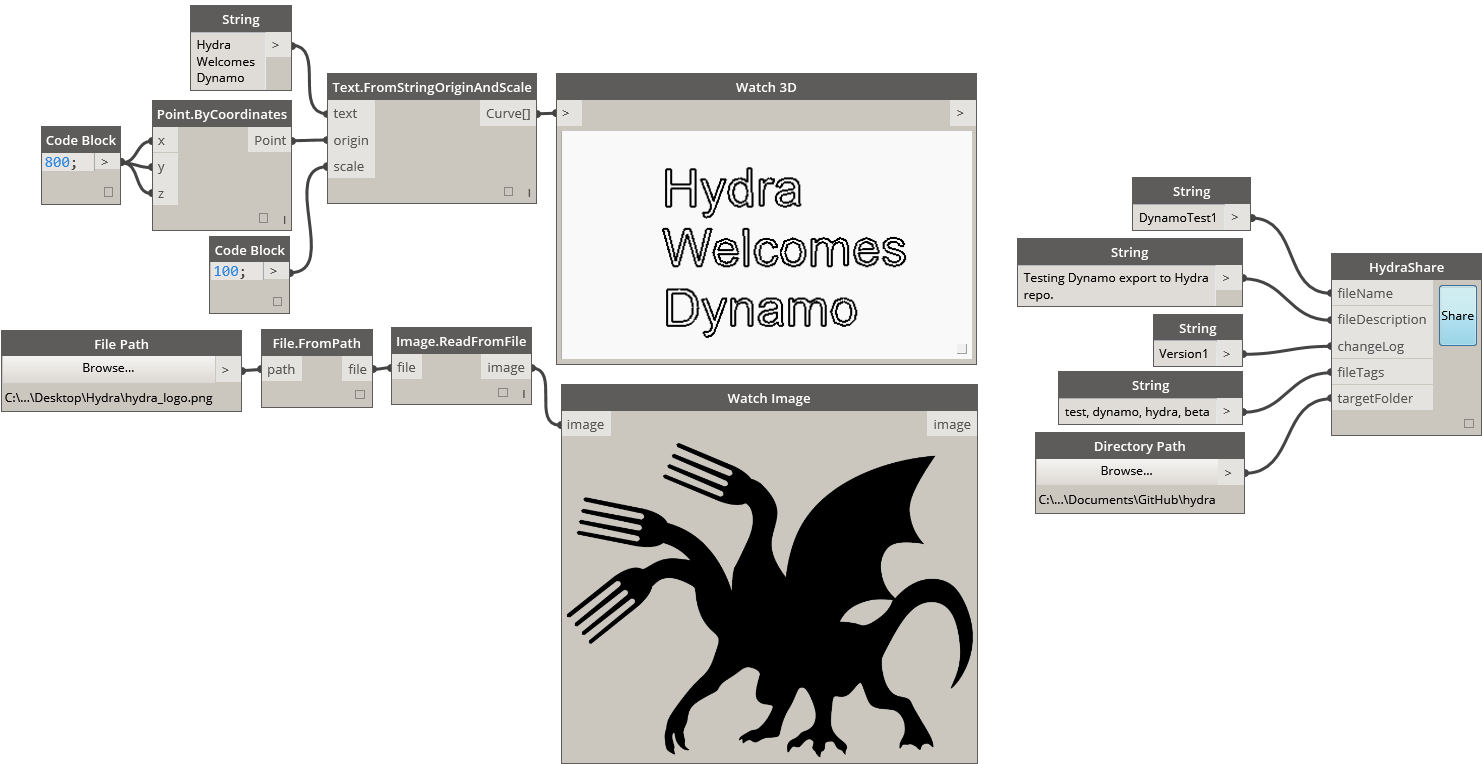 String
Hydra
Welcomes
Dynamo
>
Code Block
800;
>
Point.ByCoordinates
x
Point
y
z
Code Block
100;
>
Text.FromStringOriginAndScale
text
Curve[]
origin
scale
Watch 3D
>
>
Hydra
Welcomes
Dynamo
File Path
Browse...
>
C:\...\Desktop\Hydra\hydra_logo.png
File.FromPath
path
file
Image.ReadFromFile
file
image
Watch Image
image
image
String
DynamoTest1
>
String
Testing Dynamo export to Hydra
repo.
>
String
Version1
>
String
test, dynamo, hydra, beta
>
Directory Path
Browse...
>
C:\...\Documents\GitHub\hydra
HydraShare
fileName
fileDescription
changeLog
fileTags
targetFolder
Share